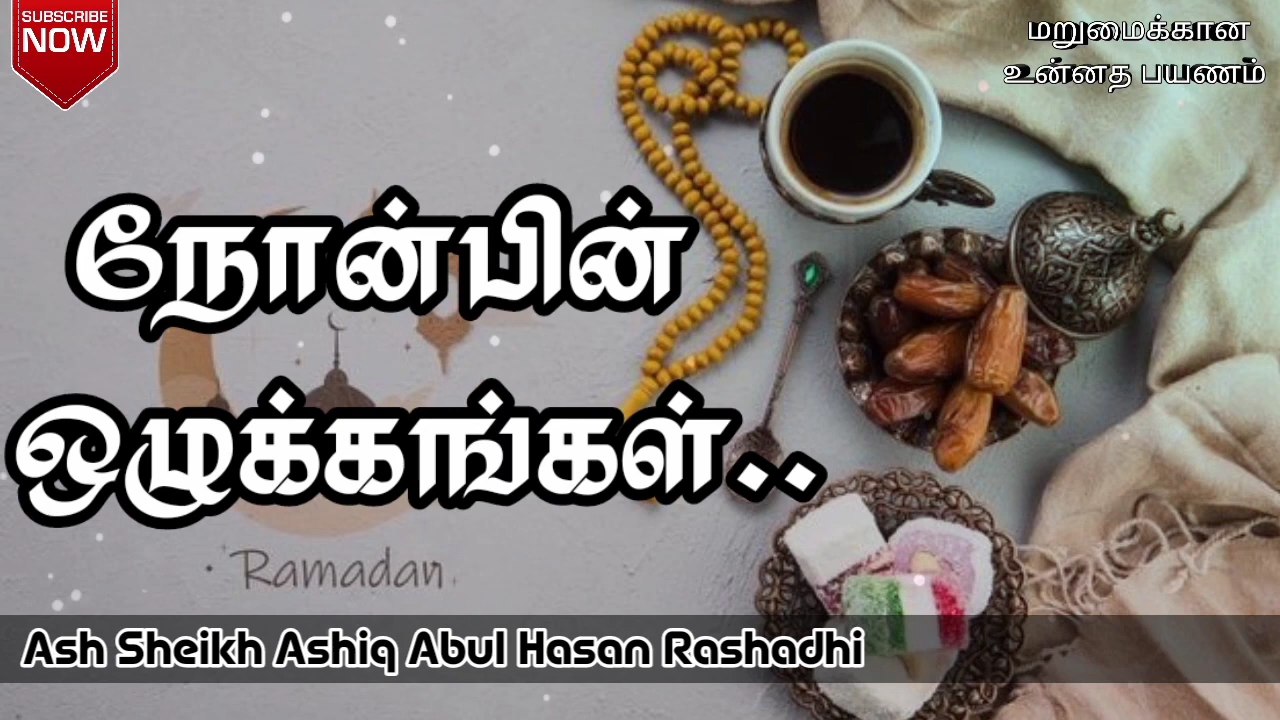 SUBSCRIBE
NOW
மறுமைக்கான
உன்னத பயணம்
நோன்பின்
ஒழுக்கங்கள்..
Ramadan
Ash Sheikh Ashiq Abul Hasan Rashadhi